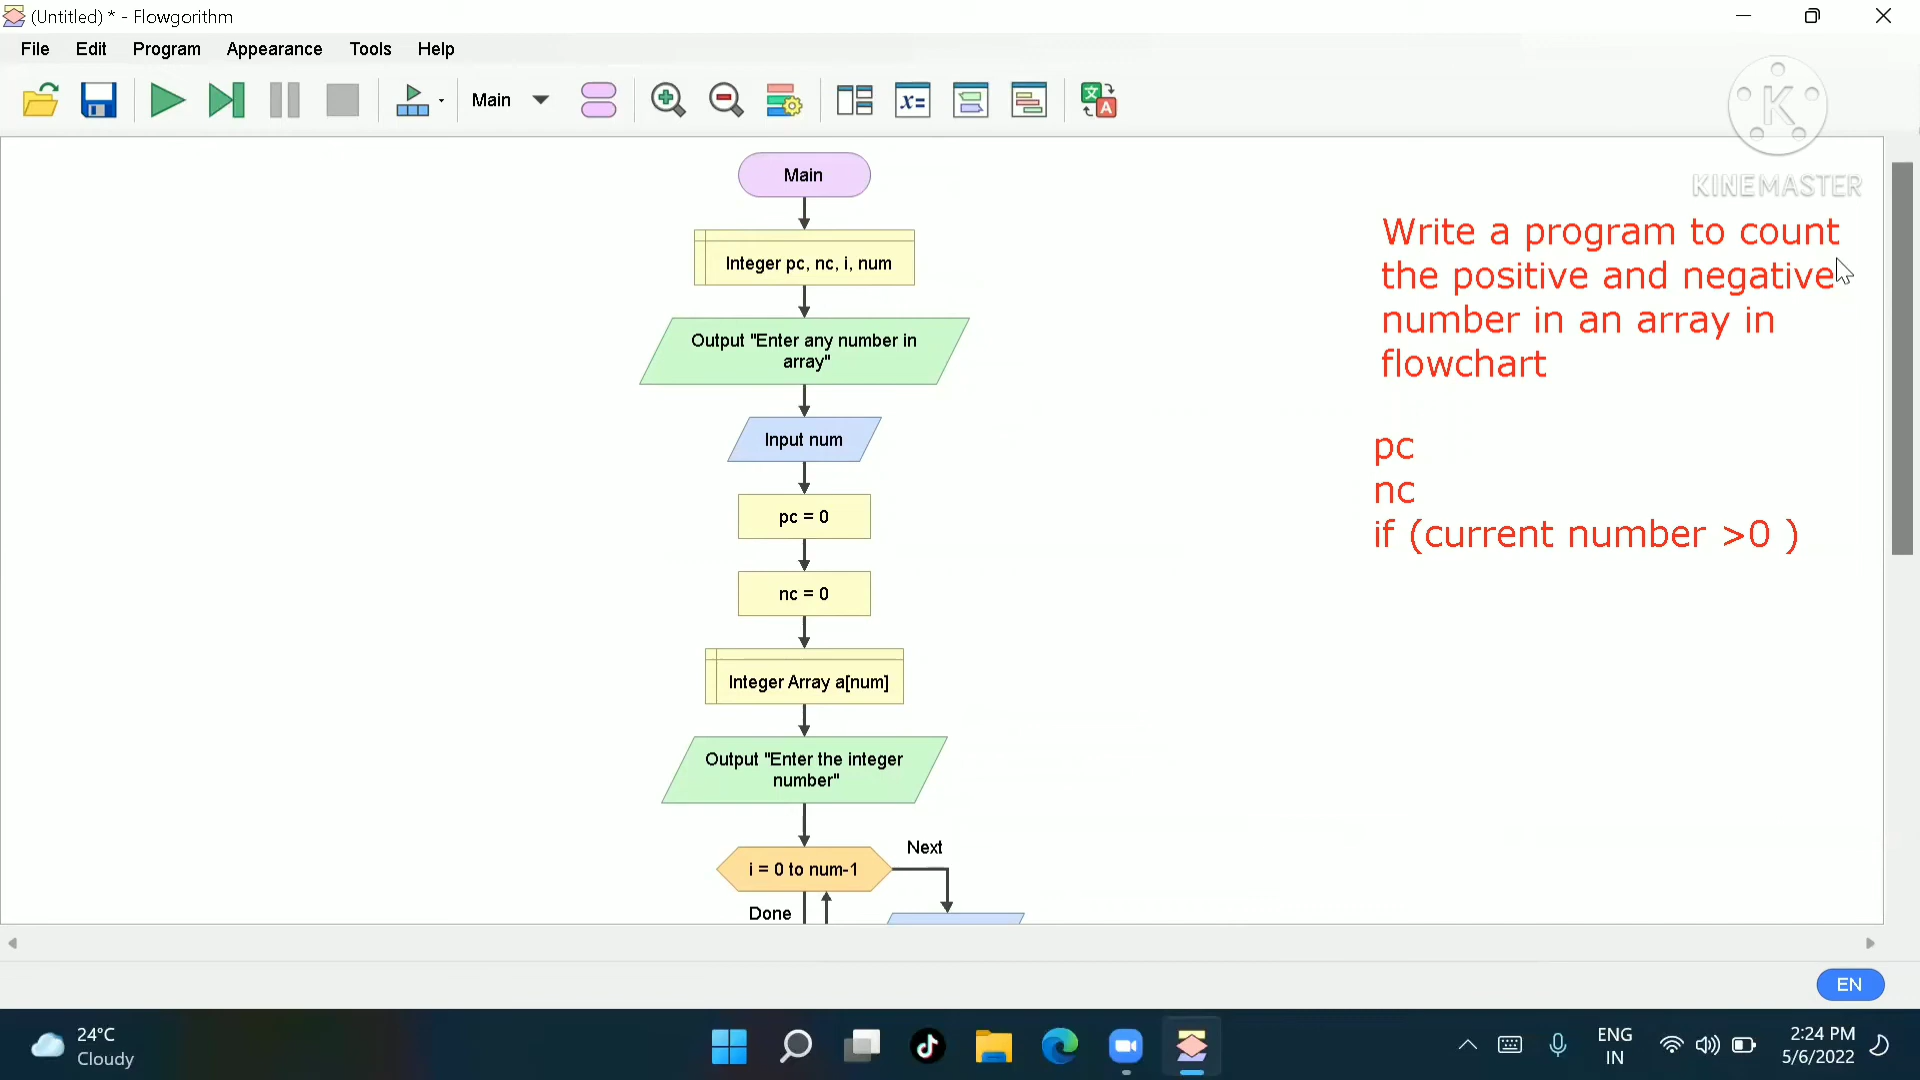 (Untitled) * - Flowgorithm
File Edit Program Appearance Tools Help
Main
KINEMASTER
Main
Integer pc, nc, i, num
Output "Enter any number in
array"
Input num
pc = 0
nc = 0
Integer Array a[num]
Output "Enter the integer
number"
Next
i = 0 to num-1
Done
Write a program to count
the positive and negative
number in an array in
flowchart
pc
nc
if (current number >0 )
EN
24°C
Cloudy
ENG
IN
2:24 PM
5/6/2022